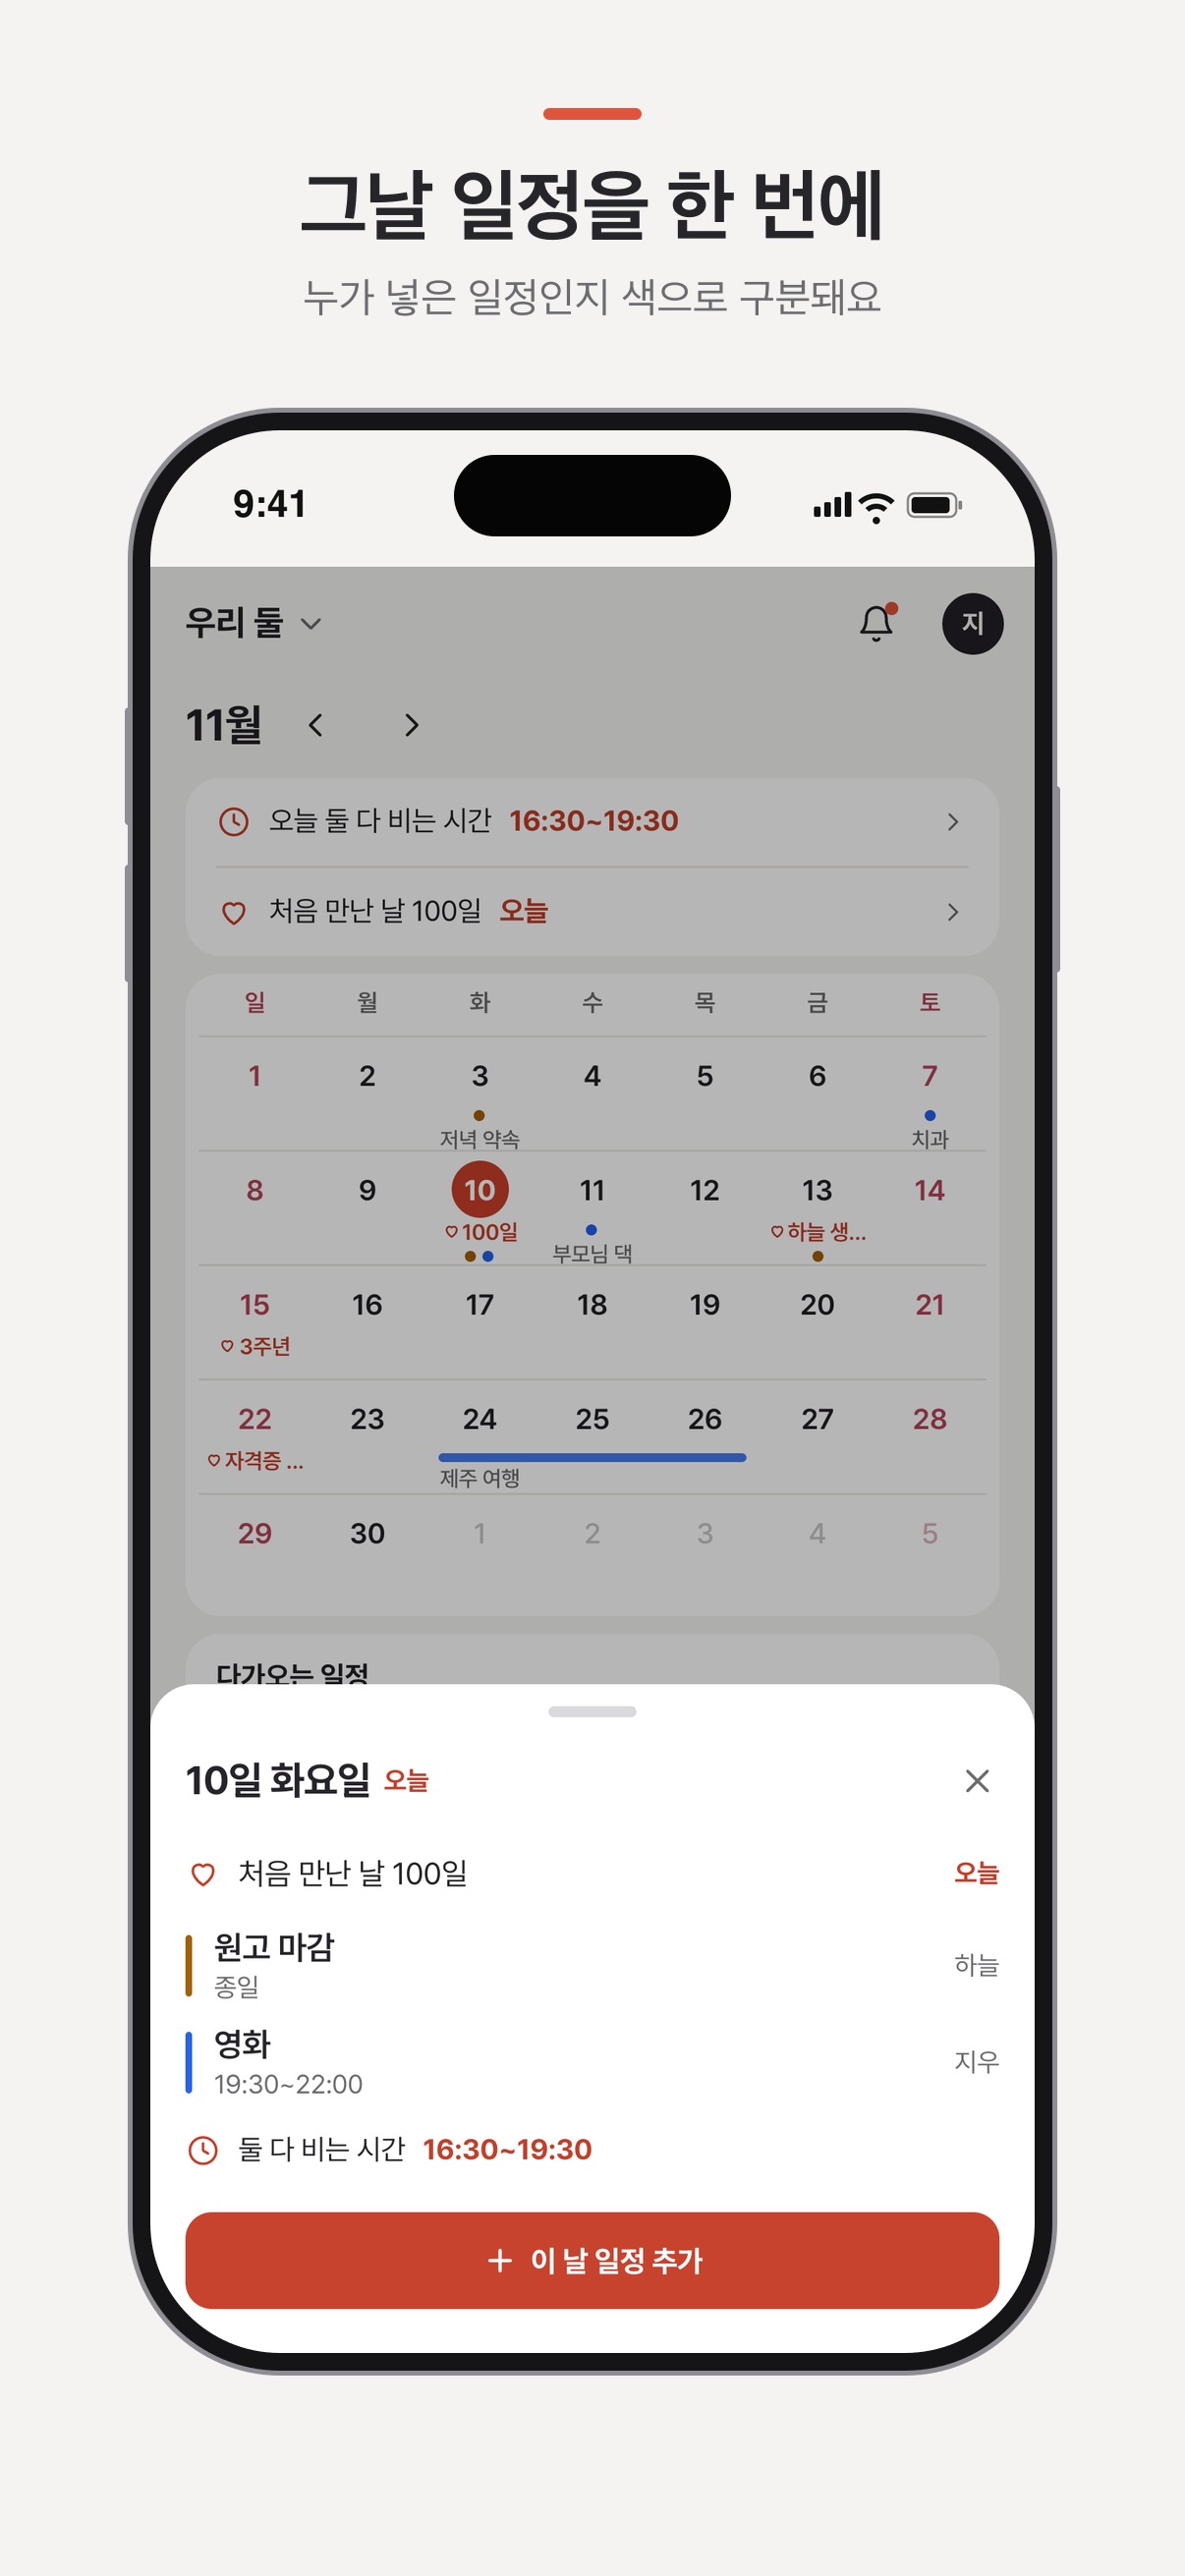 그날 일정을 한 번에
누가 넣은 일정인지 색으로 구분돼요
9:41
우리 둘
지
11월
오늘 둘 다 비는 시간 16:30~19:30
처음 만난 날 100일 오늘
일 월 화 수 목 금 토
1 2 3 4 5 6 7
저녁 약속 치과
8 9 10 11 12 13 14
100일 부모님 댁 하늘 생...
15 16 17 18 19 20 21
3주년
22 23 24 25 26 27 28
자격증 ... 제주 여행
29 30 1 2 3 4 5
다가오는 일정
10일 화요일 오늘
처음 만난 날 100일 오늘
원고 마감
종일
하늘
영화
19:30~22:00
지우
둘 다 비는 시간 16:30~19:30
+ 이 날 일정 추가